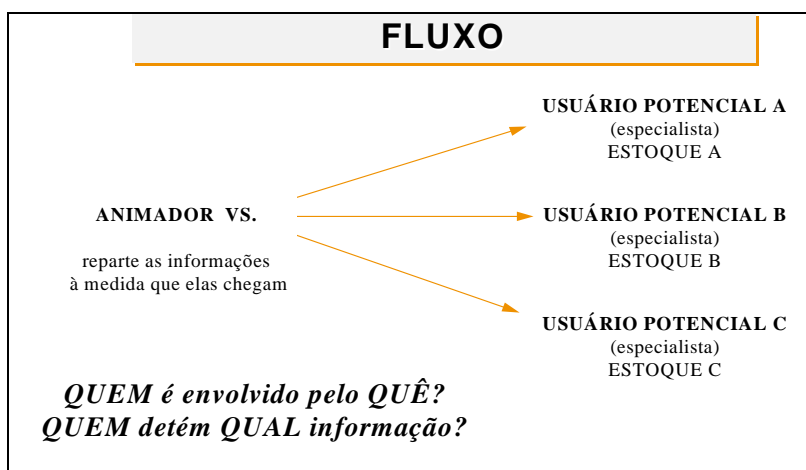 FLUXO
USUÁRIO POTENCIAL A
(especialista)
ESTOQUE A
ANIMADOR VS.
reparte as informações
à medida que elas chegam
USUÁRIO POTENCIAL B
(especialista)
ESTOQUE B
USUÁRIO POTENCIAL C
(especialista)
ESTOQUE C
QUEM é envolvido pelo QUÊ?
QUEM detém QUAL informação?